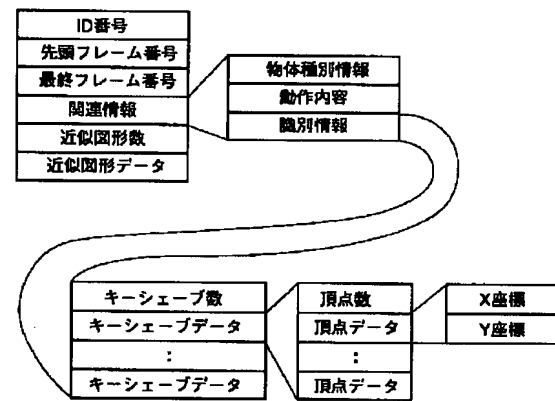 ID番号
先頭フレーム番号
最終フレーム番号
関連情報
近似図形数
近似図形データ
物体種別情報
動作内容
識別情報
キーシェーブ数
キーシェーブデータ
:
キーシェーブデータ
頂点数
頂点データ
:
頂点データ
X座標
Y座標